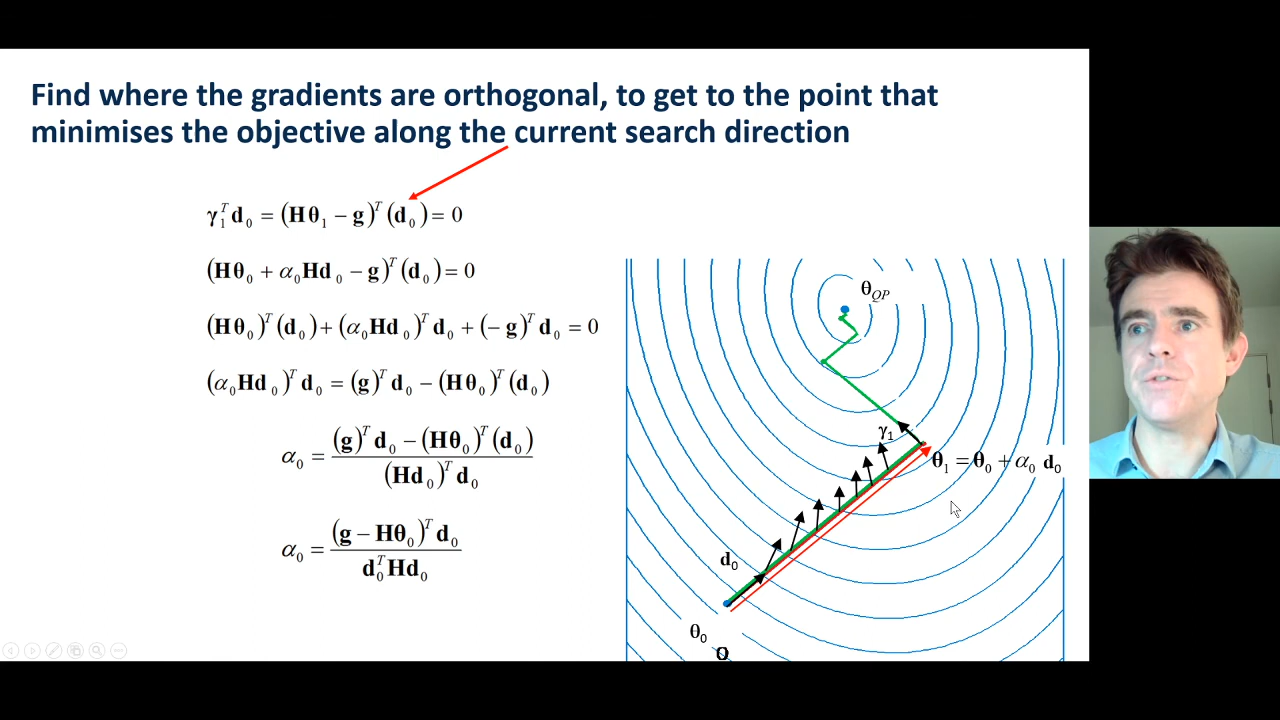 Find where the gradients are orthogonal, to get to the point that
minimises the objective along the current search direction
γ₁ᵀd₀ = (Hθ₁ − g)ᵀ(d₀) = 0
(Hθ₀ + α₀Hd₀ − g)ᵀ(d₀) = 0
(Hθ₀)ᵀ(d₀) + (α₀Hd₀)ᵀd₀ + (−g)ᵀd₀ = 0
(α₀Hd₀)ᵀd₀ = (g)ᵀd₀ − (Hθ₀)ᵀ(d₀)
α₀ = ((g)ᵀd₀ − (Hθ₀)ᵀ(d₀)) / ((Hd₀)ᵀd₀)
α₀ = ((g − Hθ₀)ᵀd₀) / (d₀ᵀHd₀)
θ_QP
γ₁
θ₁ = θ₀ + α₀ d₀
d₀
θ₀
0